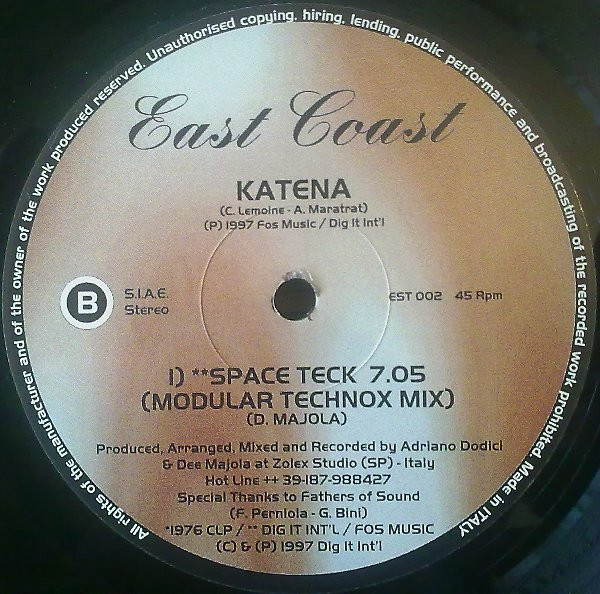 All rights of the manufacturer and of the owner of the work produced reserved. Unauthorised copying, hiring, lending, public performance and broadcasting of the recorded work prohibited. Made in ITALY
East Coast
KATENA
(C. Lemoine - A. Maratrat)
(P) 1997 Fos Music / Dig It Int'l
B
S.I.A.E.
Stereo
EST 002 45 Rpm
1) **SPACE TECK 7.05
(MODULAR TECHNOX MIX)
(D. MAJOLA)
Produced, Arranged, Mixed and Recorded by Adriano Dodici
& Dee Majola at Zolex Studio (SP) - Italy
Hot Line ++ 39-187-988427
Special Thanks to Fathers of Sound
(F. Perniola - G. Bini)
*1976 CLP / ** DIG IT INT'L / FOS MUSIC
(C) & (P) 1997 Dig It Int'l